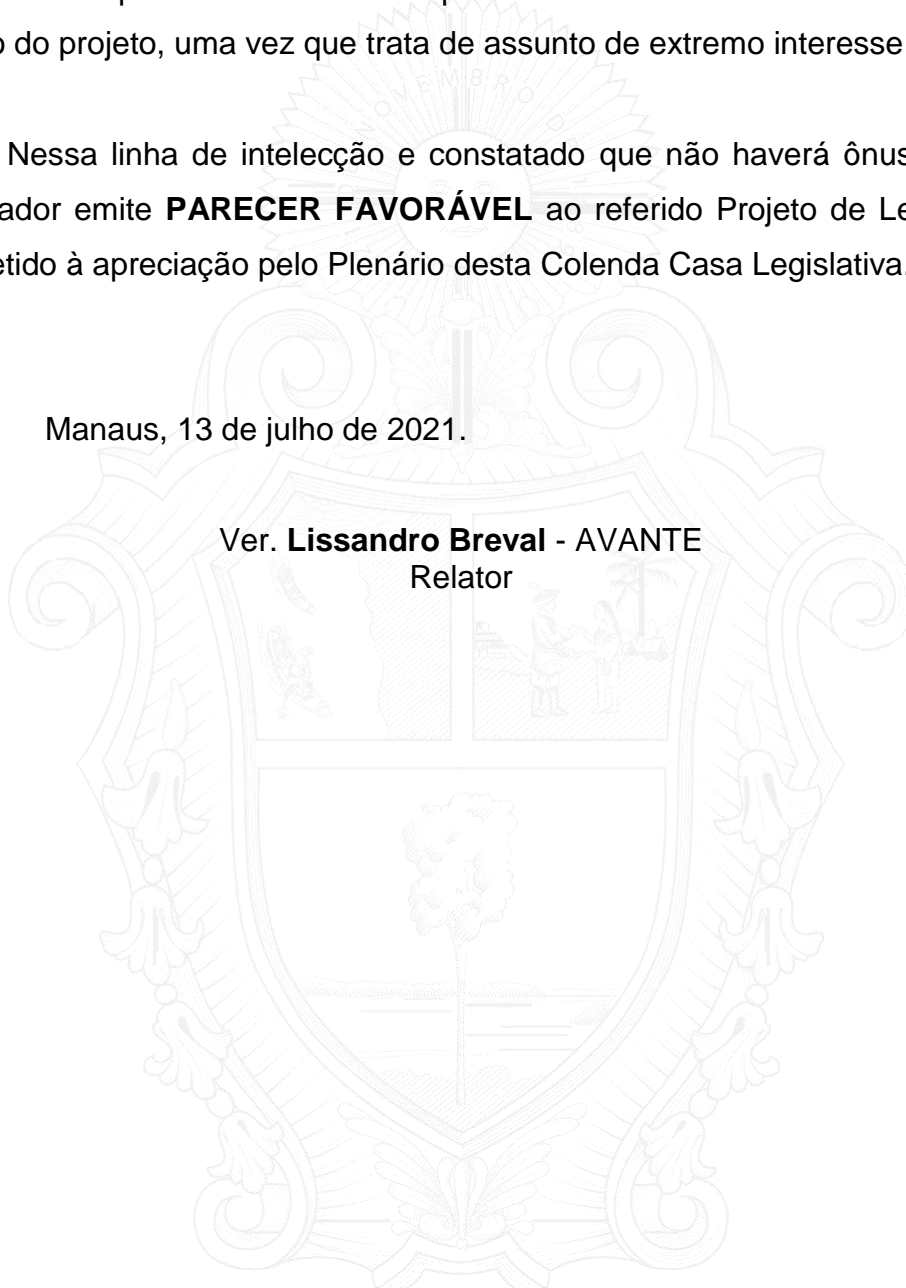 o do projeto, uma vez que trata de assunto de extremo interesse
Nessa linha de intelecção e constatado que não haverá ônus
ador emite PARECER FAVORÁVEL ao referido Projeto de Le
etido à apreciação pelo Plenário desta Colenda Casa Legislativa.
Manaus, 13 de julho de 2021.
Ver. Lissandro Breval - AVANTE
Relator